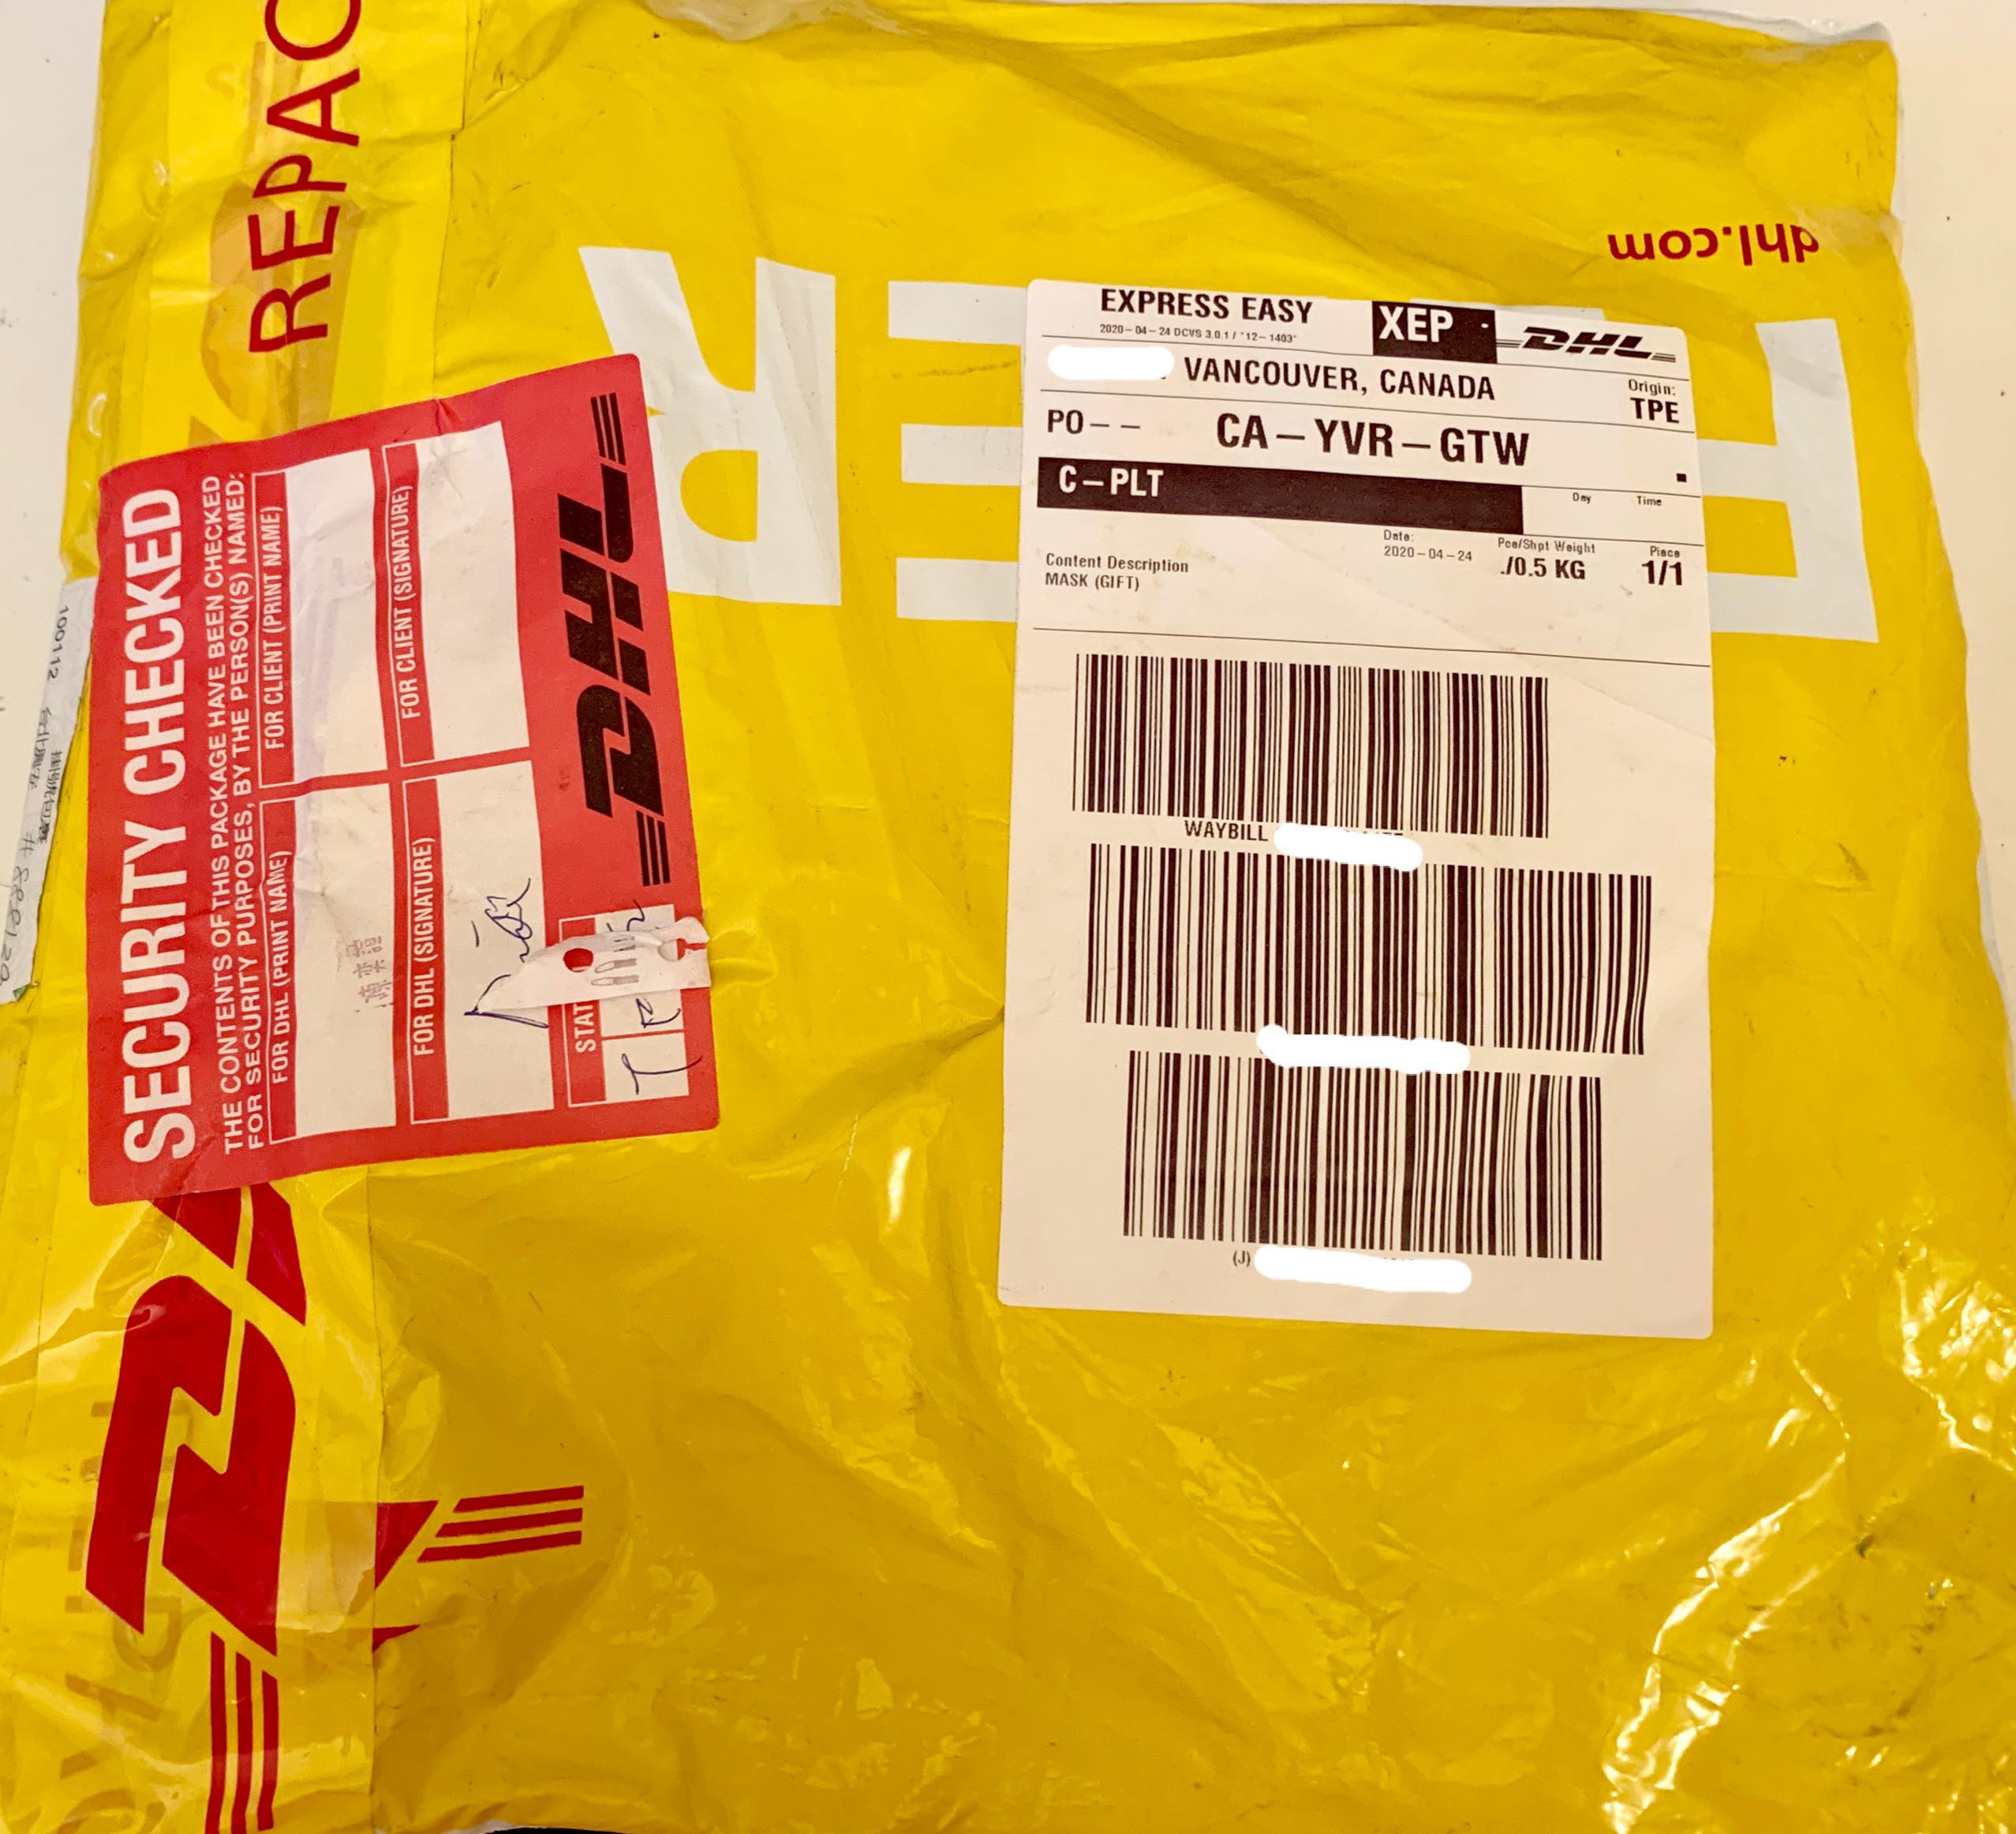 REPAC
dhl.com
ER
F
EXPRESS EASY
XEP
DHL
2020-04-24 DCVS 3.0.1 / *12-1403*
VANCOUVER, CANADA
Origin:
TPE
PO--
CA-YVR-GTW
C-PLT
Day
Time
Date:
2020-04-24
Pce/Shpt Weight
./0.5 KG
Piece
1/1
Content Description
MASK (GIFT)
WAYBILL
(J)
SECURITY CHECKED
THE CONTENTS OF THIS PACKAGE HAVE BEEN CHECKED
FOR SECURITY PURPOSES, BY THE PERSON(S) NAMED:
FOR DHL (PRINT NAME)
FOR CLIENT (PRINT NAME)
FOR DHL (SIGNATURE)
FOR CLIENT (SIGNATURE)
STAT
DHL
100112